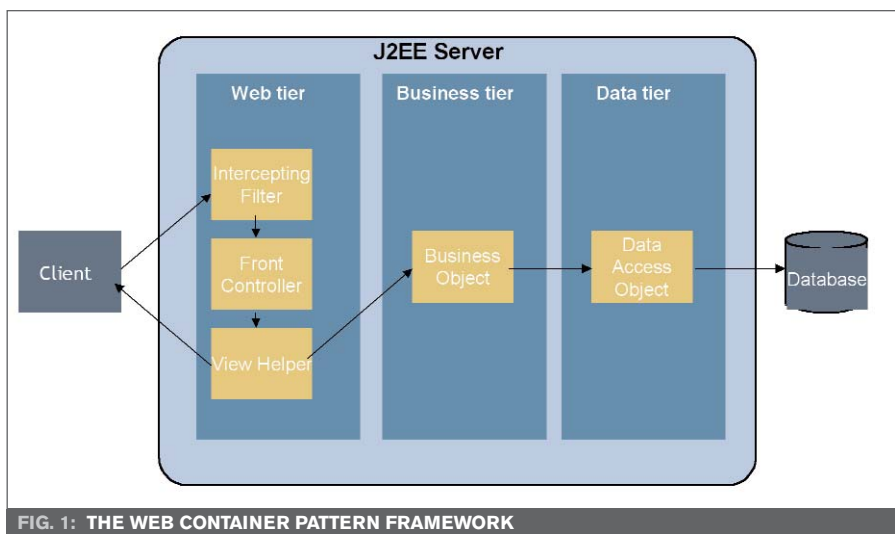 J2EE Server
Web tier
Business tier
Data tier
Intercepting
Filter
Front
Controller
View Helper
Client
Business
Object
Data
Access
Object
Database
FIG. 1: THE WEB CONTAINER PATTERN FRAMEWORK